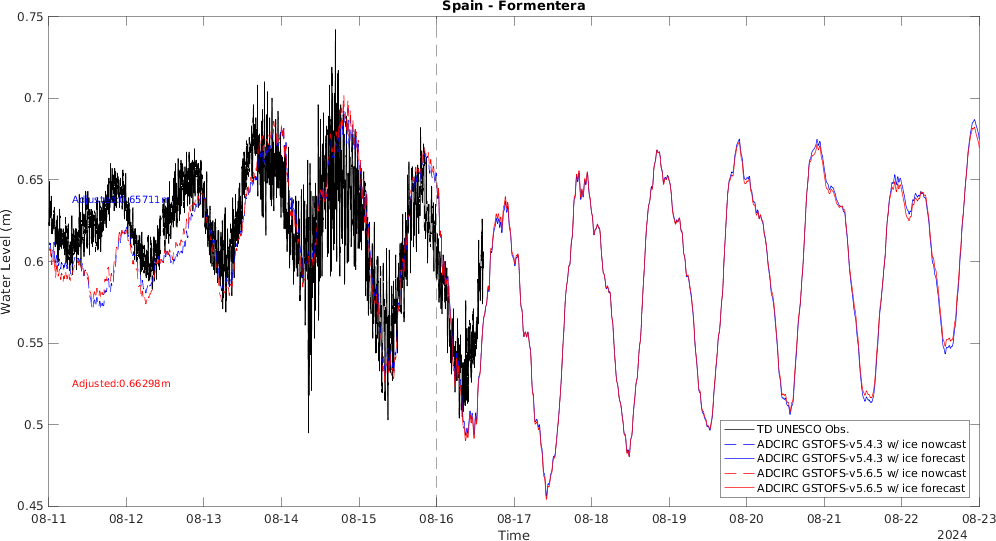 Spain - Formentera
0.75
0.7
0.65
0.6
0.55
0.5
0.45
Water Level (m)
Adjusted:0.65711m
Adjusted:0.66298m
TD UNESCO Obs.
ADCIRC GSTOFS-v5.4.3 w/ ice nowcast
ADCIRC GSTOFS-v5.4.3 w/ ice forecast
ADCIRC GSTOFS-v5.6.5 w/ ice nowcast
ADCIRC GSTOFS-v5.6.5 w/ ice forecast
08-11 08-12 08-13 08-14 08-15 08-16 08-17 08-18 08-19 08-20 08-21 08-22 08-23
Time
2024